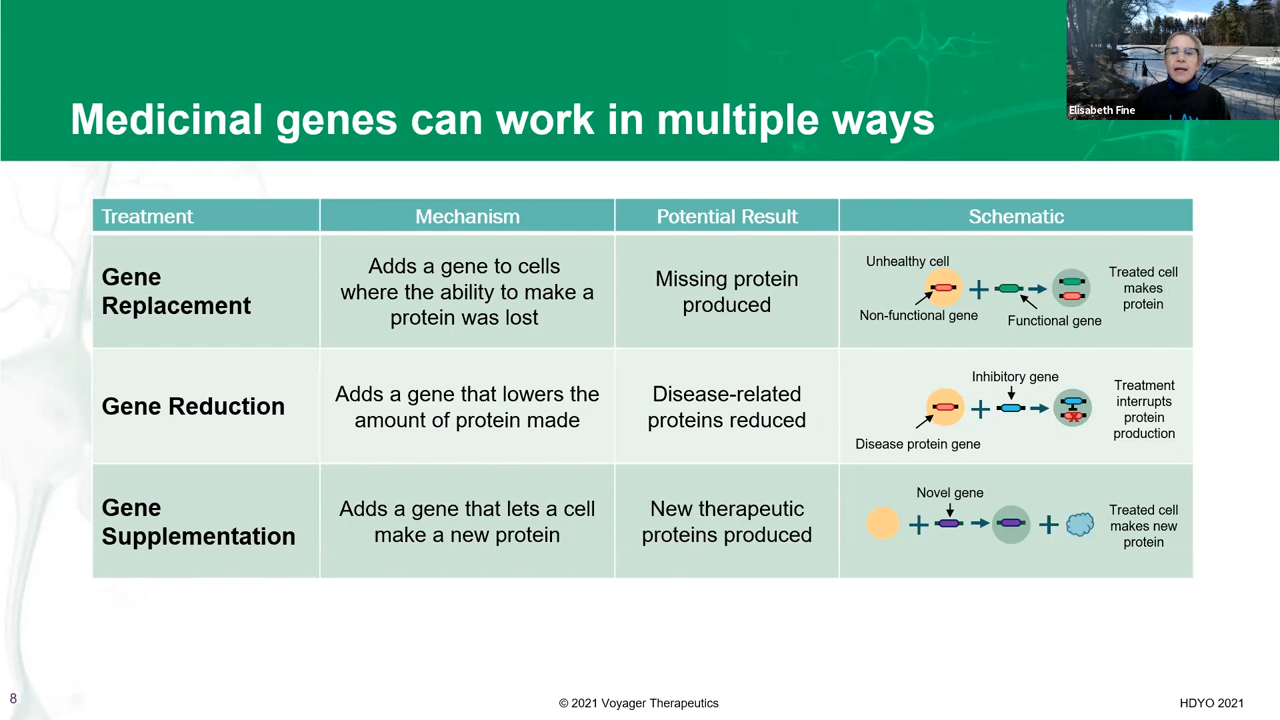 Elisabeth Fine
Medicinal genes can work in multiple ways
Treatment
Mechanism
Potential Result
Schematic
Gene
Replacement
Adds a gene to cells
where the ability to make a
protein was lost
Missing protein
produced
Unhealthy cell
Non-functional gene
Functional gene
Treated cell
makes
protein
Gene Reduction
Adds a gene that lowers the
amount of protein made
Disease-related
proteins reduced
Inhibitory gene
Disease protein gene
Treatment
interrupts
protein
production
Gene
Supplementation
Adds a gene that lets a cell
make a new protein
New therapeutic
proteins produced
Novel gene
Treated cell
makes new
protein
8
© 2021 Voyager Therapeutics
HDYO 2021